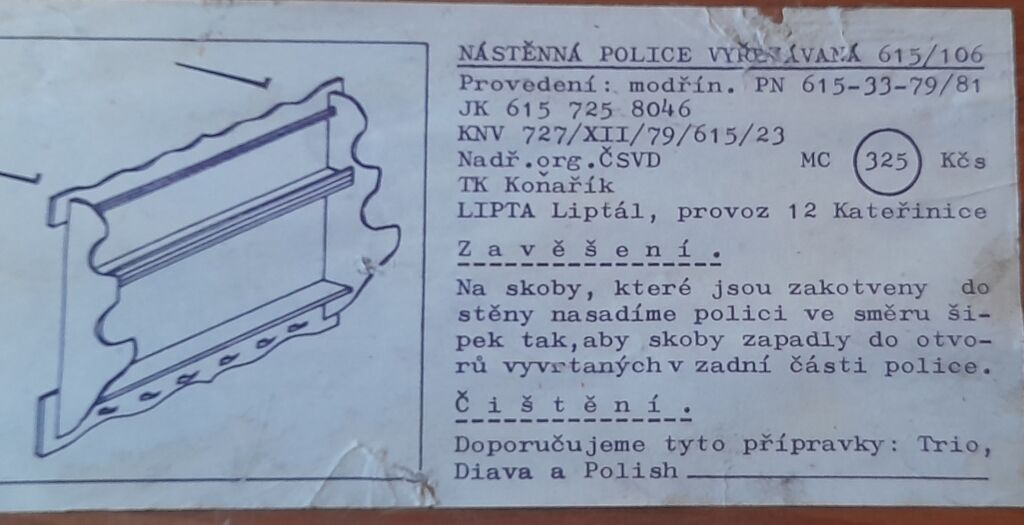 NÁSTĚNNÁ POLICE VYŘEZÁVANÁ 615/106
Provedení: modřín. PN 615-33-79/81
JK 615 725 8046
KNV 727/XII/79/615/23
Nadř.org.ČSVD MC 325 Kčs
TK Koňařík
LIPTA Liptál, provoz 12 Kateřinice
Zavěšení.
Na skoby, které jsou zakotveny do
stěny nasadíme polici ve směru ší-
pek tak,aby skoby zapadly do otvo-
rů vyvrtaných v zadní části police.
Čištění.
Doporučujeme tyto přípravky: Trio,
Diava a Polish